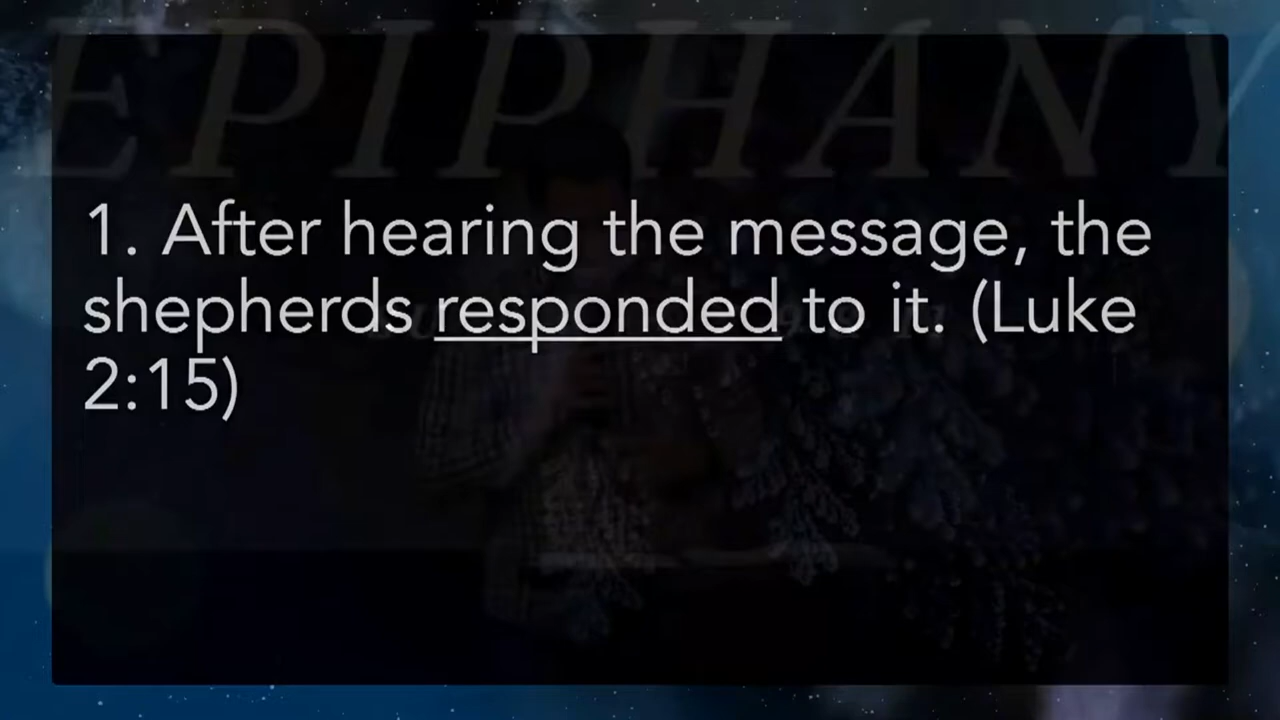 EPIPHANY
1. After hearing the message, the
shepherds responded to it. (Luke
2:15)